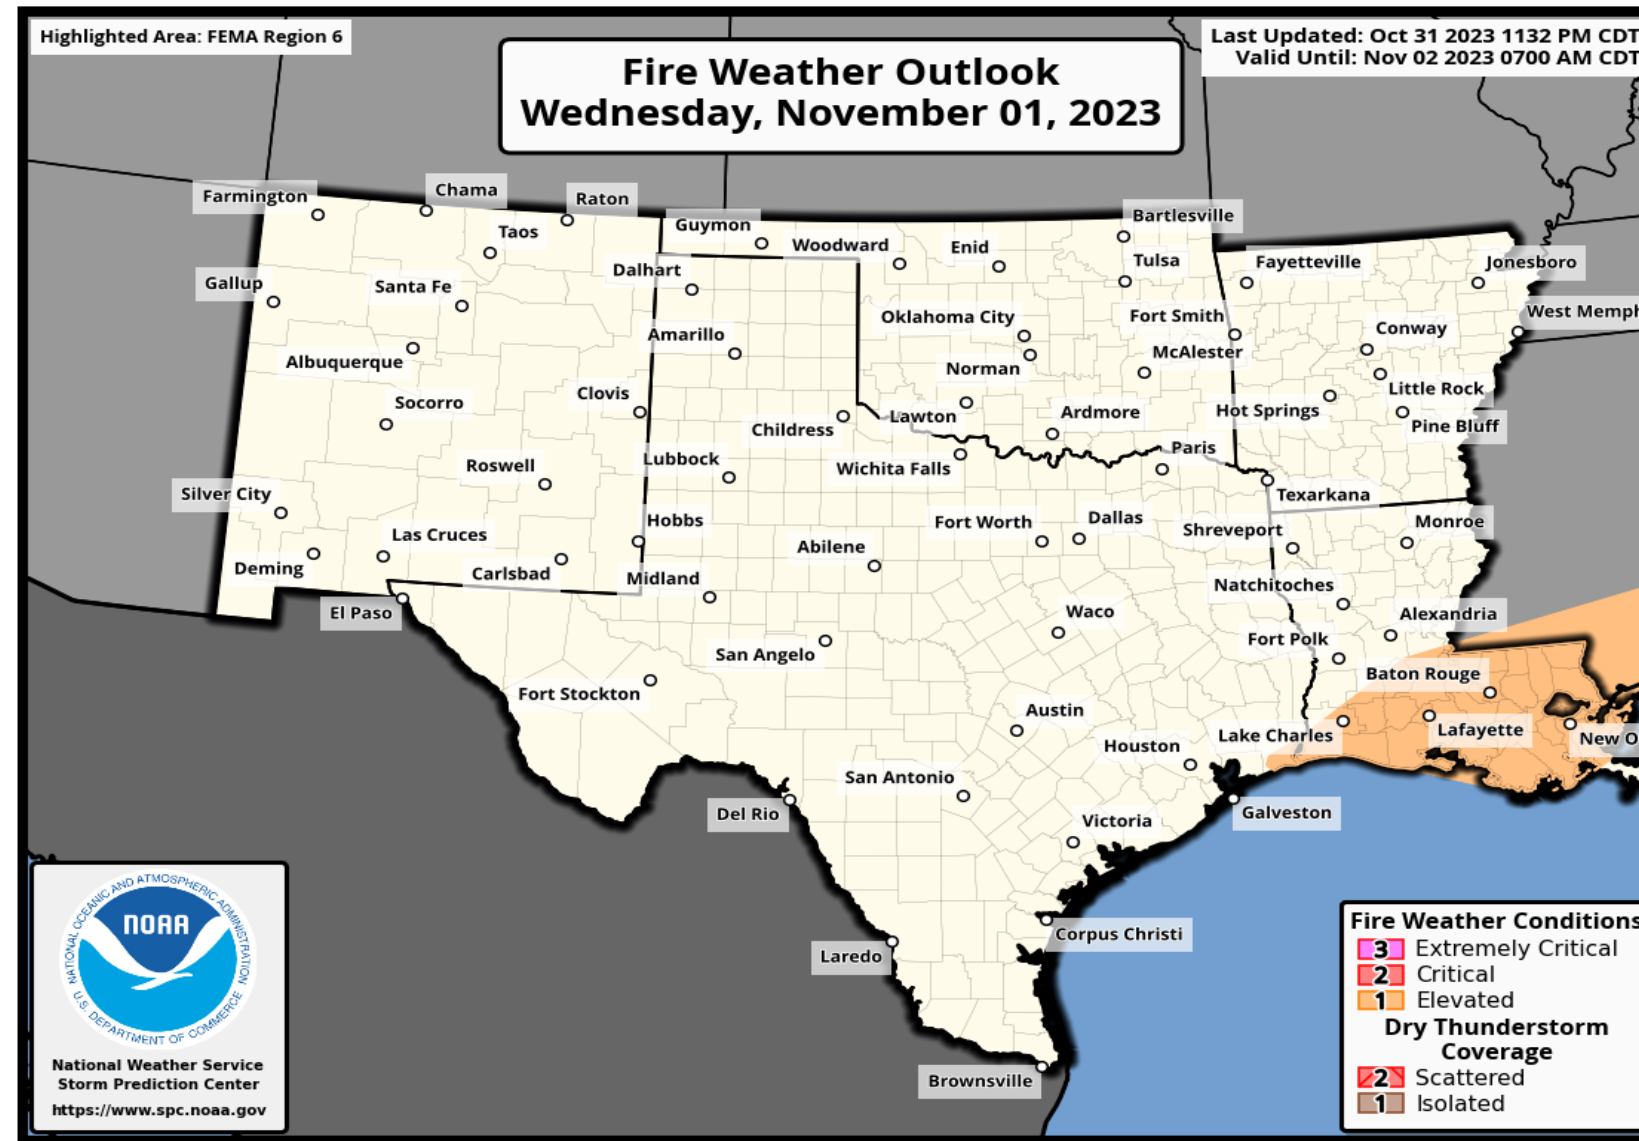 Highlighted Area: FEMA Region 6
Last Updated: Oct 31 2023 1132 PM CDT
Valid Until: Nov 02 2023 0700 AM CDT
Fire Weather Outlook
Wednesday, November 01, 2023
Farmington
Chama
Raton
Taos
Guymon
Woodward
Enid
Bartlesville
Tulsa
Fayetteville
Jonesboro
Gallup
Santa Fe
Dalhart
Oklahoma City
Fort Smith
West Memph
Albuquerque
Amarillo
Norman
McAlester
Conway
Socorro
Clovis
Childress
Lawton
Ardmore
Hot Springs
Little Rock
Pine Bluff
Roswell
Lubbock
Wichita Falls
Paris
Texarkana
Silver City
Las Cruces
Hobbs
Abilene
Fort Worth
Dallas
Shreveport
Monroe
Deming
Carlsbad
Midland
Natchitoches
El Paso
Waco
Alexandria
San Angelo
Fort Polk
Fort Stockton
Baton Rouge
Austin
Houston
Lake Charles
Lafayette
New O
San Antonio
Del Rio
Victoria
Galveston
Corpus Christi
Laredo
Brownsville
NATIONAL OCEANIC AND ATMOSPHERIC ADMINISTRATION
NOAA
U.S. DEPARTMENT OF COMMERCE
National Weather Service
Storm Prediction Center
https://www.spc.noaa.gov
Fire Weather Conditions
3 Extremely Critical
2 Critical
1 Elevated
Dry Thunderstorm
Coverage
2 Scattered
1 Isolated